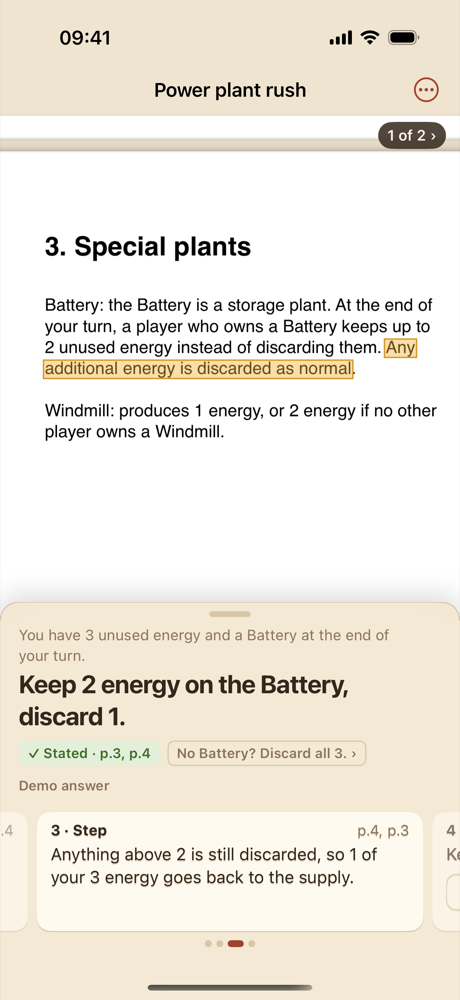 09:41
Power plant rush
1 of 2 ›
3. Special plants
Battery: the Battery is a storage plant. At the end of
your turn, a player who owns a Battery keeps up to
2 unused energy instead of discarding them. Any
additional energy is discarded as normal.
Windmill: produces 1 energy, or 2 energy if no other
player owns a Windmill.
You have 3 unused energy and a Battery at the end of
your turn.
Keep 2 energy on the Battery,
discard 1.
✓ Stated · p.3, p.4
No Battery? Discard all 3. ›
Demo answer
.4
3 · Step
p.4, p.3
4
Anything above 2 is still discarded, so 1 of
your 3 energy goes back to the supply.